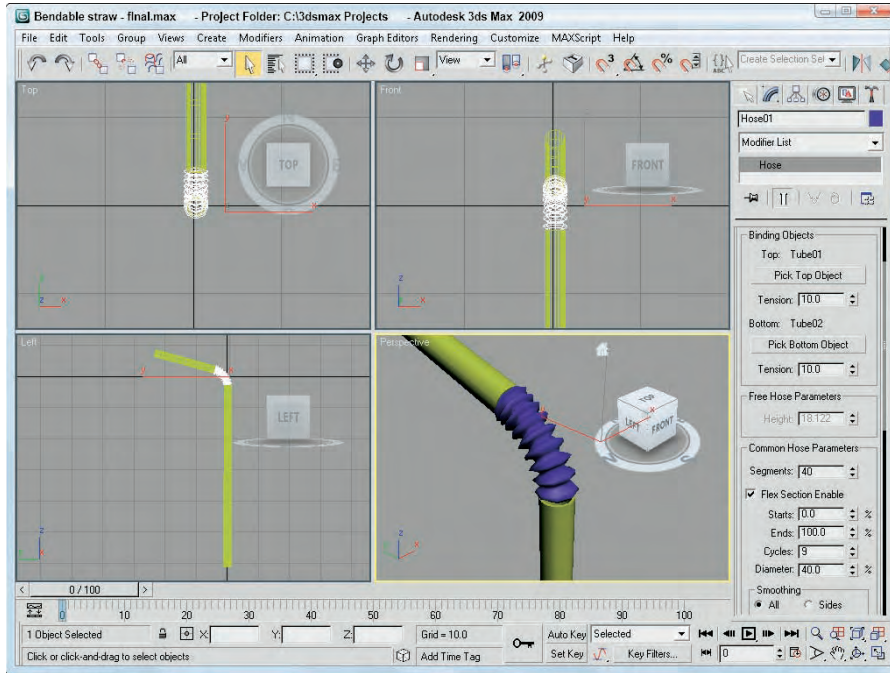 Bendable straw - final.max - Project Folder: C:\3dsmax Projects - Autodesk 3ds Max 2009
File Edit Tools Group Views Create Modifiers Animation Graph Editors Rendering Customize MAXScript Help
All View 3 % ABC Create Selection Sel
Top
TOP
y
x
z x
Front
FRONT
x
z
x
Hose01
Modifier List
Hose
Binding Objects
Top: Tube01
Pick Top Object
Tension: 10.0
Bottom: Tube02
Pick Bottom Object
Tension: 10.0
Free Hose Parameters
Height: 18.122
Common Hose Parameters
Segments: 40
Flex Section Enable
Starts: 0.0 %
Ends: 100.0 %
Cycles: 9
Diameter: 40.0 %
Smoothing
All Sides
Left
y x
LEFT
z
Perspective
TOP
LEFT FRONT
x
S
z
x
< 0 / 100 >
0 10 20 30 40 50 60 70 80 90 100
1 Object Selected X: Y: Z: Grid = 10.0 Auto Key Selected
Click or click-and-drag to select objects Add Time Tag Set Key Key Filters... 0